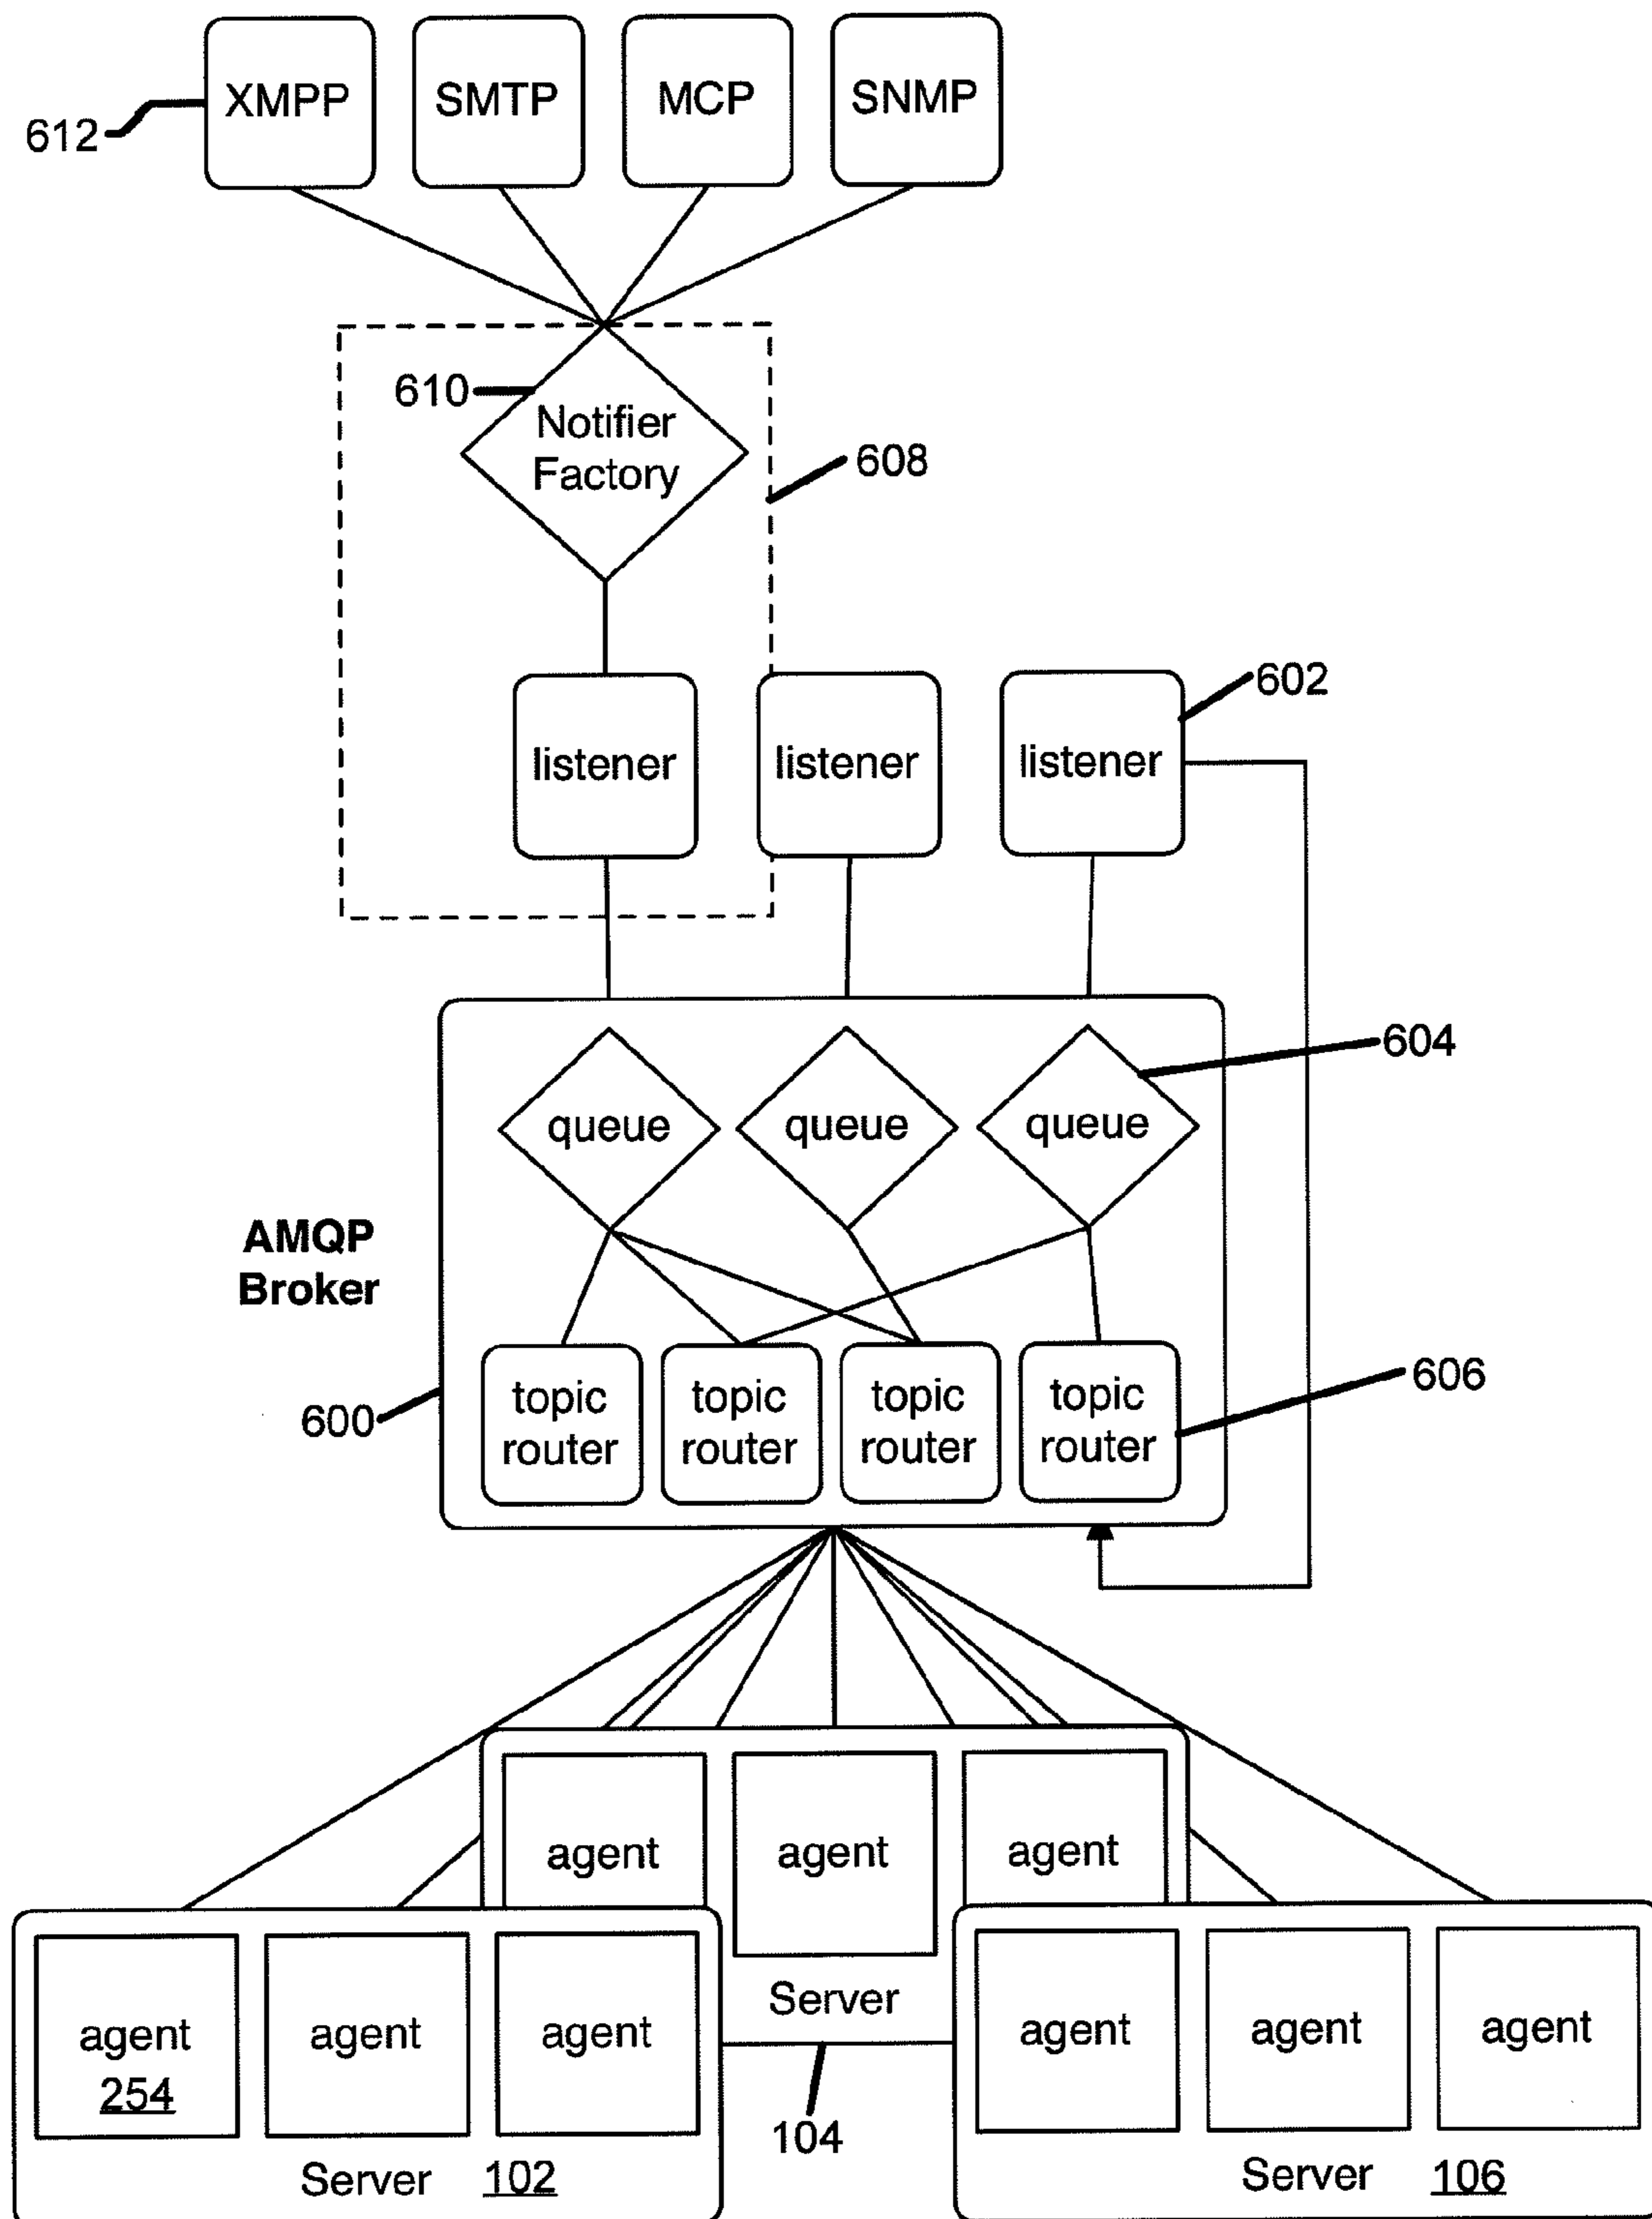 XMPP SMTP MCP SNMP
612
610
Notifier
Factory
608
602
listener listener listener
604
queue queue queue
AMQP
Broker
606
600
topic topic topic topic
router router router router
agent agent agent
Server
agent agent agent
254
agent agent agent
104
Server 102
Server 106